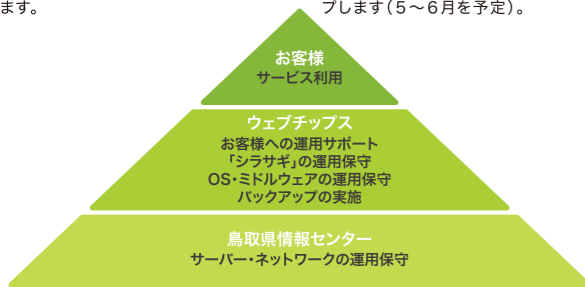 ます。
プします（5～6月を予定）。
お客様
サービス利用
ウェブチップス
お客様への運用サポート
「シラサギ」の運用保守
OS・ミドルウェアの運用保守
バックアップの実施
鳥取県情報センター
サーバー・ネットワークの運用保守